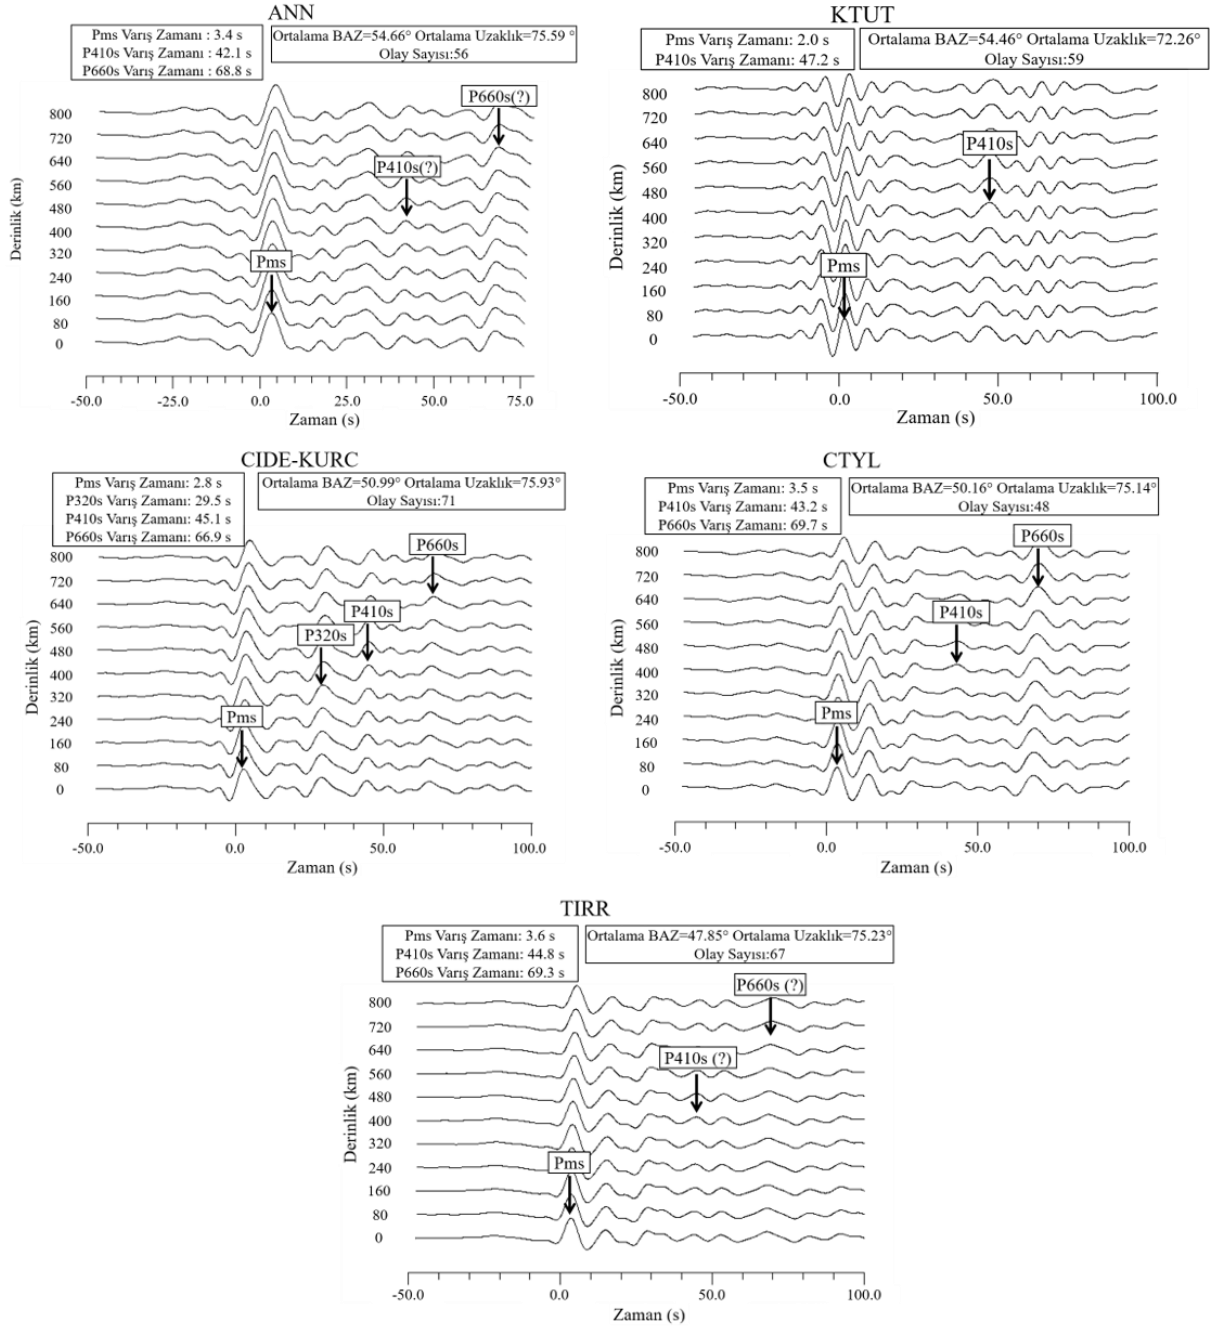 ANN
Pms Varış Zamanı : 3.4 s
P410s Varış Zamanı : 42.1 s
P660s Varış Zamanı : 68.8 s
Ortalama BAZ=54.66° Ortalama Uzaklık=75.59 °
Olay Sayısı:56
P660s(?)
P410s(?)
Pms
Derinlik (km)
800
720
640
560
480
400
320
240
160
80
0
-50.0 -25.0 0.0 25.0 50.0 75.0
Zaman (s)
KTUT
Pms Varış Zamanı: 2.0 s
P410s Varış Zamanı: 47.2 s
Ortalama BAZ=54.46° Ortalama Uzaklık=72.26°
Olay Sayısı:59
P410s
Pms
Derinlik (km)
800
720
640
560
480
400
320
240
160
80
0
-50.0 0.0 50.0 100.0
Zaman (s)
CIDE-KURC
Pms Varış Zamanı: 2.8 s
P320s Varış Zamanı: 29.5 s
P410s Varış Zamanı: 45.1 s
P660s Varış Zamanı: 66.9 s
Ortalama BAZ=50.99° Ortalama Uzaklık=75.93°
Olay Sayısı:71
P660s
P410s
P320s
Pms
Derinlik (km)
800
720
640
560
480
400
320
240
160
80
0
-50.0 0.0 50.0 100.0
Zaman (s)
CTYL
Pms Varış Zamanı: 3.5 s
P410s Varış Zamanı: 43.2 s
P660s Varış Zamanı: 69.7 s
Ortalama BAZ=50.16° Ortalama Uzaklık=75.14°
Olay Sayısı:48
P660s
P410s
Pms
Derinlik (km)
800
720
640
560
480
400
320
240
160
80
0
-50.0 0.0 50.0 100.0
Zaman (s)
TIRR
Pms Varış Zamanı: 3.6 s
P410s Varış Zamanı: 44.8 s
P660s Varış Zamanı: 69.3 s
Ortalama BAZ=47.85° Ortalama Uzaklık=75.23°
Olay Sayısı:67
P660s (?)
P410s (?)
Pms
Derinlik (km)
800
720
640
560
480
400
320
240
160
80
0
-50.0 0.0 50.0 100.0
Zaman (s)